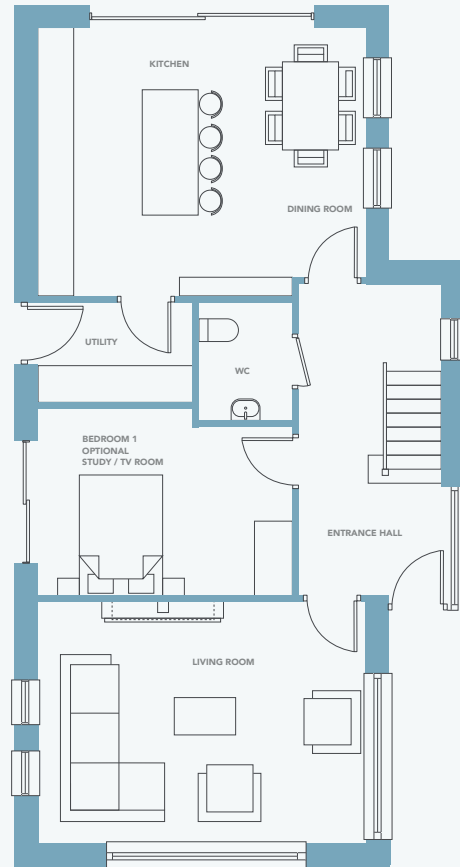 KITCHEN
DINING ROOM
UTILITY
WC
BEDROOM 1
OPTIONAL
STUDY / TV ROOM
ENTRANCE HALL
LIVING ROOM